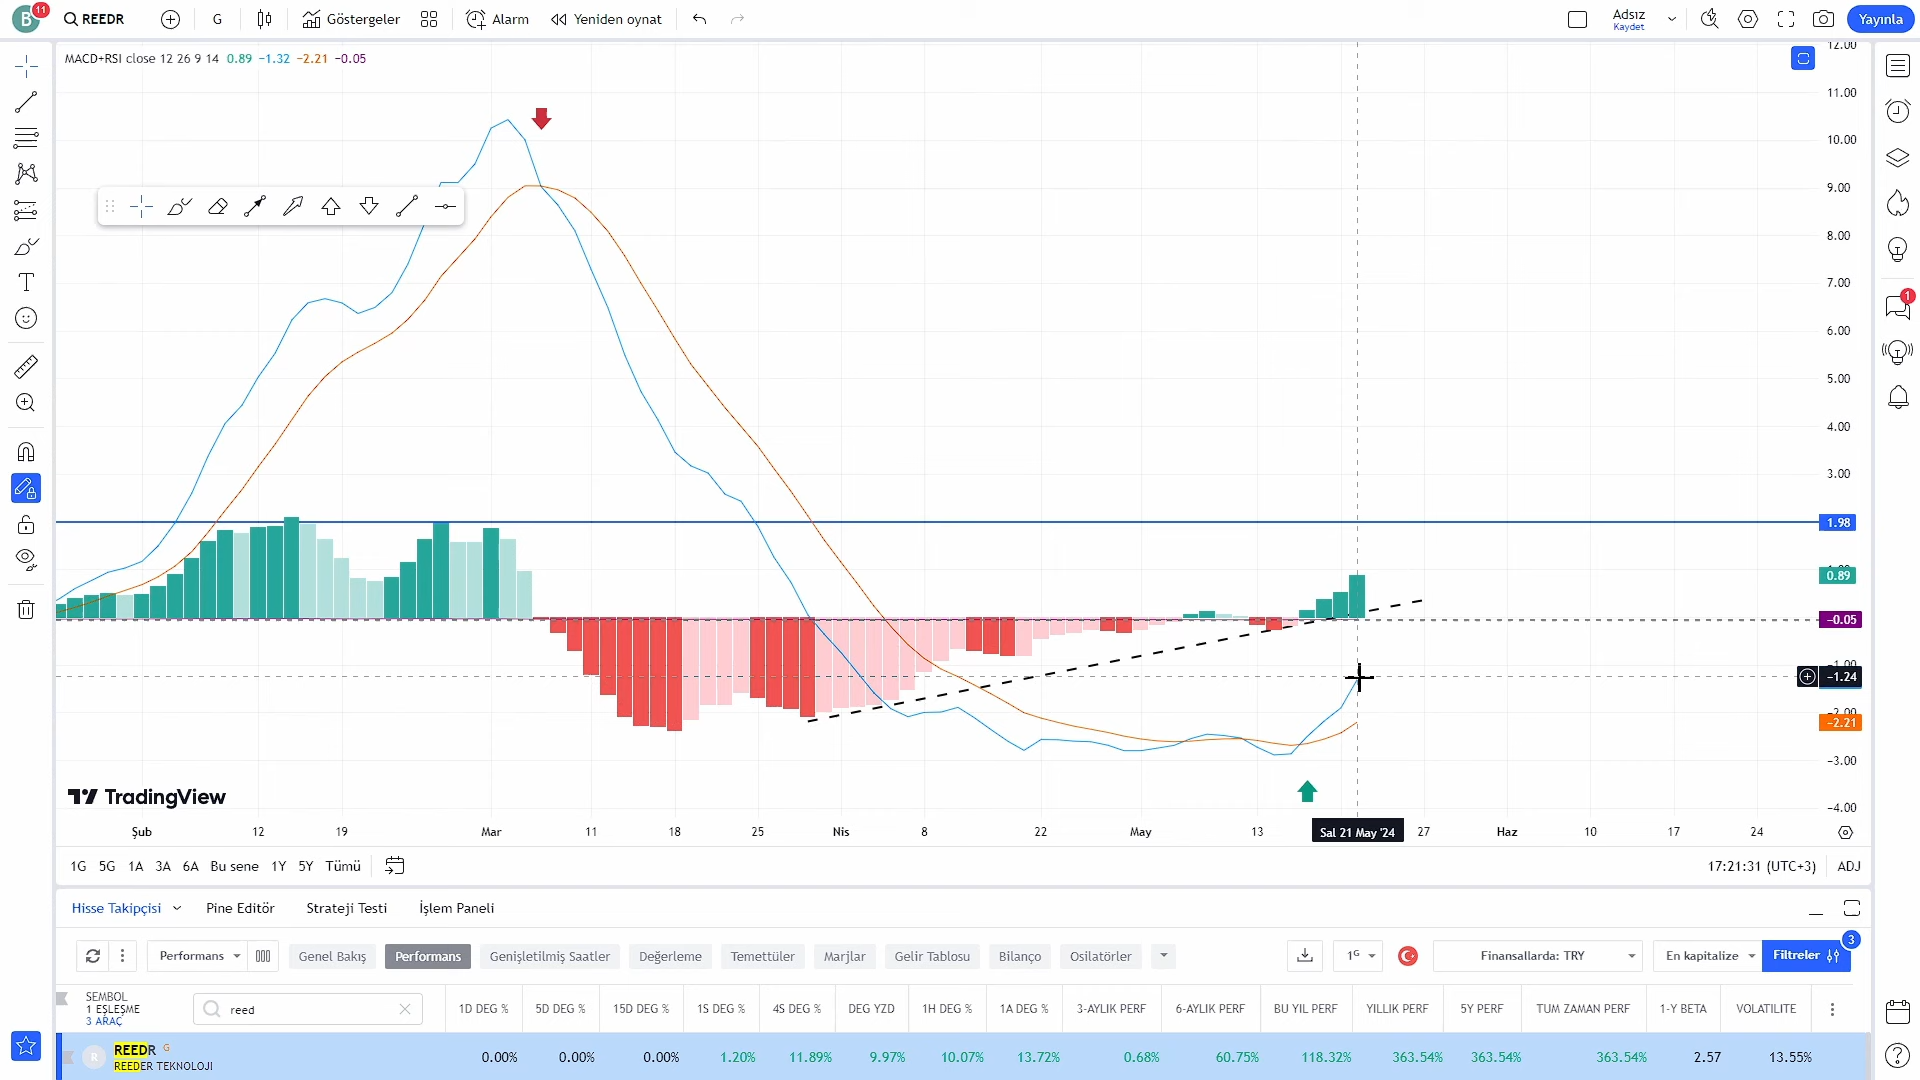 B 11 REEDR G Göstergeler Alarm Yeniden oynat Adsız Kaydet Yayınla
MACD+RSI close 12 26 9 14 0.89 −1.32 −2.21 −0.05
12.00
11.00
10.00
9.00
8.00
7.00
6.00
5.00
4.00
3.00
1.98
0.89
−0.05
−1.00
−1.24
−2.00
−2.21
−3.00
−4.00
1
TradingView
Şub 12 19 Mar 11 18 25 Nis 8 22 May 13 Sal 21 May '24 27 Haz 10 17 24
1G 5G 1A 3A 6A Bu sene 1Y 5Y Tümü 17:21:31 (UTC+3) ADJ
Hisse Takipçisi Pine Editör Strateji Testi İşlem Paneli
Performans Genel Bakış Performans Genişletilmiş Saatler Değerleme Temettüler Marjlar Gelir Tablosu Bilanço Osilatörler 1G Finansallarda: TRY En kapitalize Filtreler 3
SEMBOL
1 EŞLEŞME
3 ARAÇ
reed
1D DEG % 5D DEG % 15D DEG % 1S DEG % 4S DEG % DEG YZD 1H DEG % 1A DEG % 3-AYLIK PERF 6-AYLIK PERF BU YIL PERF YILLIK PERF 5Y PERF TUM ZAMAN PERF 1-Y BETA VOLATILITE
R REEDR G
REEDER TEKNOLOJI
0.00% 0.00% 0.00% 1.20% 11.89% 9.97% 10.07% 13.72% 0.68% 60.75% 118.32% 363.54% 363.54% 363.54% 2.57 13.55%